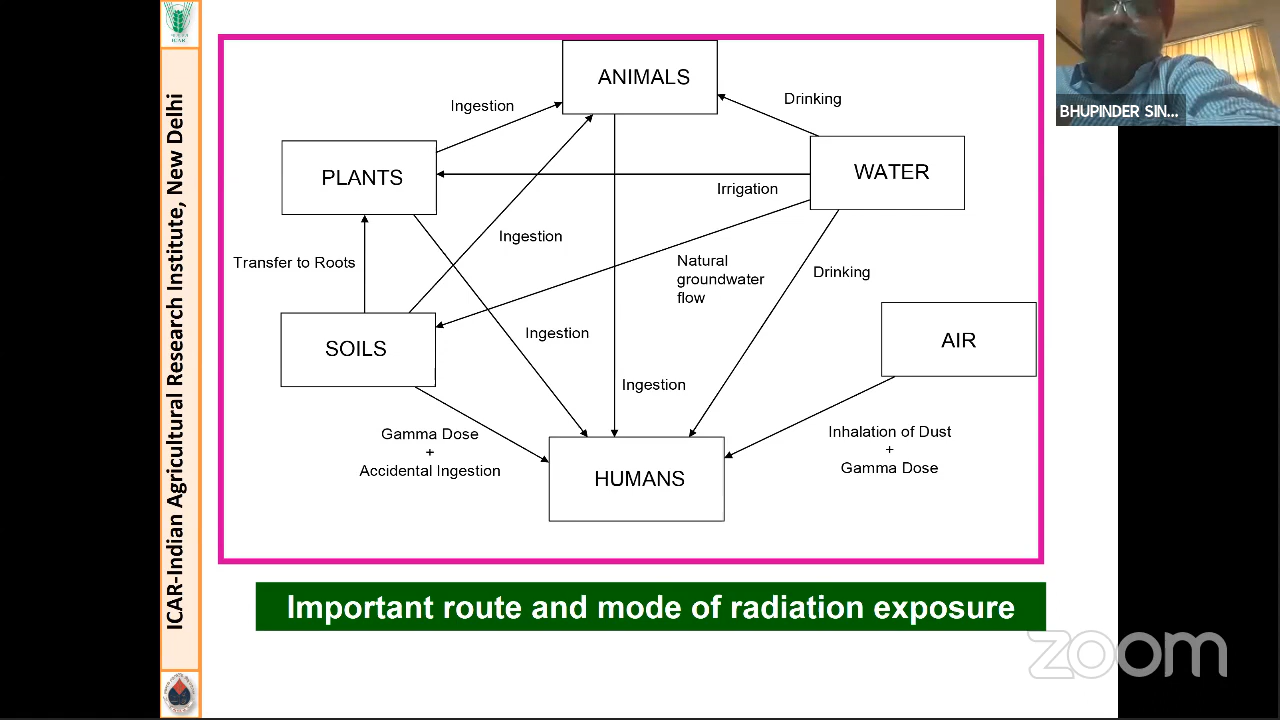 ICAR
ICAR-Indian Agricultural Research Institute, New Delhi
ANIMALS
Ingestion
Drinking
PLANTS
WATER
Irrigation
Ingestion
Transfer to Roots
Natural
groundwater
flow
Drinking
SOILS
Ingestion
AIR
Ingestion
Gamma Dose
+
Accidental Ingestion
Inhalation of Dust
+
Gamma Dose
HUMANS
Important route and mode of radiation exposure
BHUPINDER SIN...
zoom